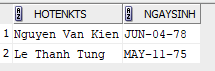 HOTENKTS NGAYSINH
1 Nguyen Van Kien JUN-04-78
2 Le Thanh Tung MAY-11-75